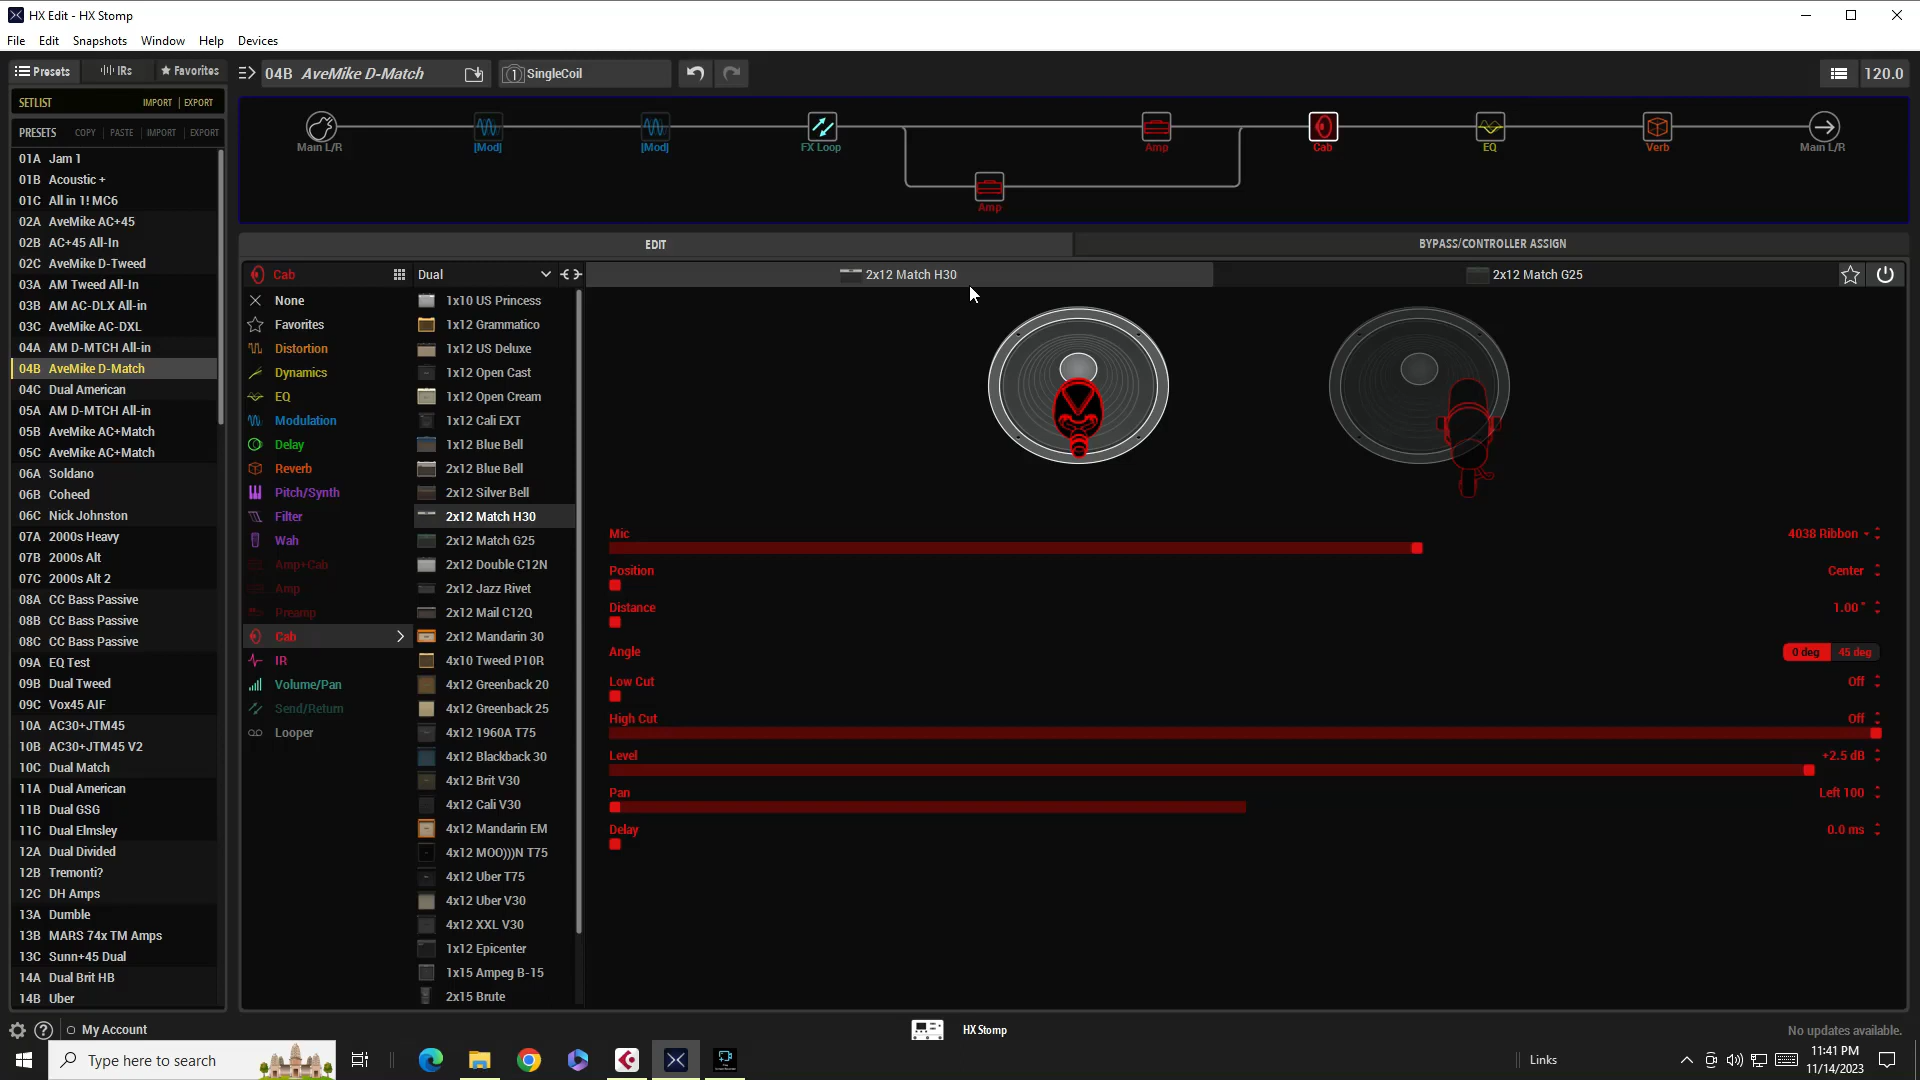 HX Edit - HX Stomp
File Edit Snapshots Window Help Devices
Presets IRs Favorites
04B AveMike D-Match 1 SingleCoil 120.0
SETLIST IMPORT | EXPORT
PRESETS COPY | PASTE | IMPORT | EXPORT
01A Jam 1
01B Acoustic +
01C All in 1! MC6
02A AveMike AC+45
02B AC+45 All-In
02C AveMike D-Tweed
03A AM Tweed All-In
03B AM AC-DLX All-in
03C AveMike AC-DXL
04A AM D-MTCH All-in
04B AveMike D-Match
04C Dual American
05A AM D-MTCH All-in
05B AveMike AC+Match
05C AveMike AC+Match
06A Soldano
06B Coheed
06C Nick Johnston
07A 2000s Heavy
07B 2000s Alt
07C 2000s Alt 2
08A CC Bass Passive
08B CC Bass Passive
08C CC Bass Passive
09A EQ Test
09B Dual Tweed
09C Vox45 AIF
10A AC30+JTM45
10B AC30+JTM45 V2
10C Dual Match
11A Dual American
11B Dual GSG
11C Dual Elmsley
12A Dual Divided
12B Tremonti?
12C DH Amps
13A Dumble
13B MARS 74x TM Amps
13C Sunn+45 Dual
14A Dual Brit HB
14B Uber
Main L/R [Mod] [Mod] FX Loop Amp Cab EQ Verb Main L/R
Amp
EDIT BYPASS/CONTROLLER ASSIGN
Cab Dual 2x12 Match H30 2x12 Match G25
None
Favorites
Distortion
Dynamics
EQ
Modulation
Delay
Reverb
Pitch/Synth
Filter
Wah
Amp+Cab
Amp
Preamp
Cab
IR
Volume/Pan
Send/Return
Looper
1x10 US Princess
1x12 Grammatico
1x12 US Deluxe
1x12 Open Cast
1x12 Open Cream
1x12 Cali EXT
1x12 Blue Bell
2x12 Blue Bell
2x12 Silver Bell
2x12 Match H30
2x12 Match G25
2x12 Double C12N
2x12 Jazz Rivet
2x12 Mail C12Q
2x12 Mandarin 30
4x10 Tweed P10R
4x12 Greenback 20
4x12 Greenback 25
4x12 1960A T75
4x12 Blackback 30
4x12 Brit V30
4x12 Cali V30
4x12 Mandarin EM
4x12 MOO)))N T75
4x12 Uber T75
4x12 Uber V30
4x12 XXL V30
1x12 Epicenter
1x15 Ampeg B-15
2x15 Brute
Mic 4038 Ribbon
Position Center
Distance 1.00 "
Angle 0 deg 45 deg
Low Cut Off
High Cut Off
Level +2.5 dB
Pan Left 100
Delay 0.0 ms
My Account HX Stomp No updates available.
Type here to search Links 11:41 PM
11/14/2023